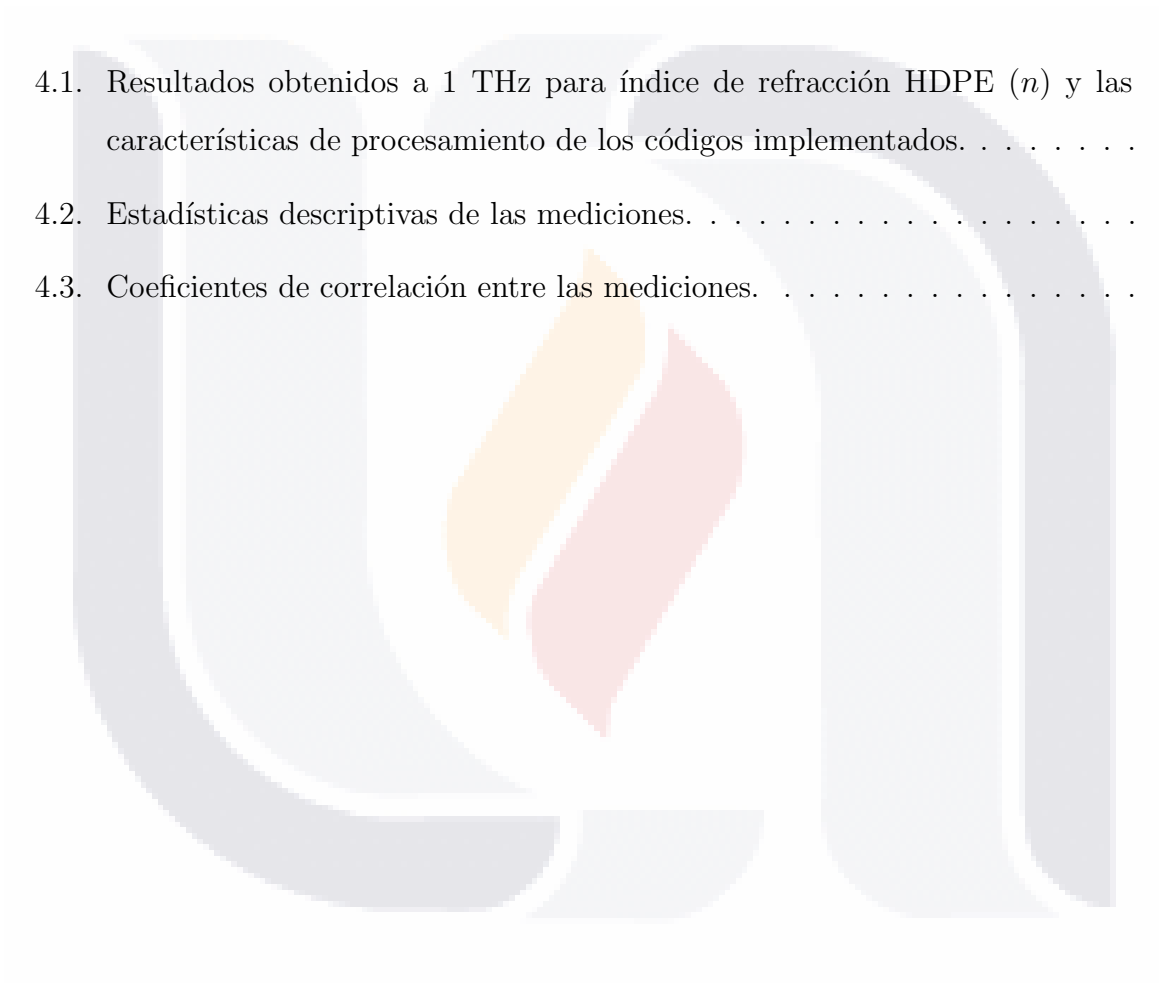 4.1. Resultados obtenidos a 1 THz para índice de refracción HDPE (n) y las
características de procesamiento de los códigos implementados. . . . . . . . .
4.2. Estadísticas descriptivas de las mediciones. . . . . . . . . . . . . . . . . . .
4.3. Coeficientes de correlación entre las mediciones. . . . . . . . . . . . . . . .